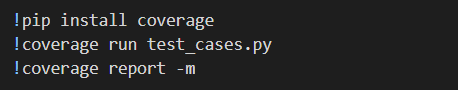 !pip install coverage
!coverage run test_cases.py
!coverage report -m